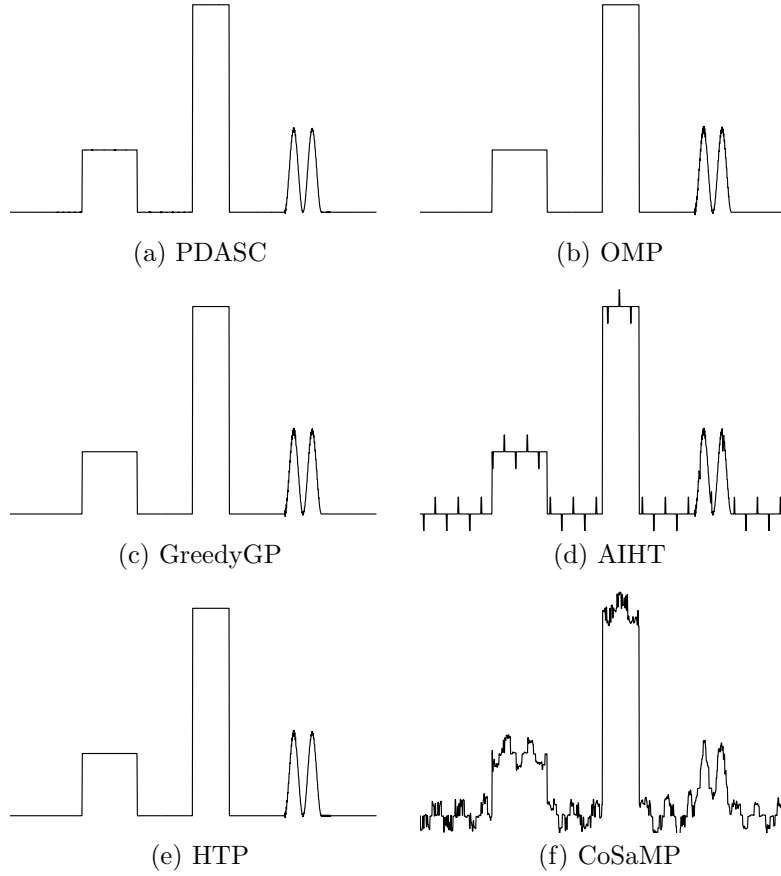 (a) PDASC
(b) OMP
(c) GreedyGP
(d) AIHT
(e) HTP
(f) CoSaMP